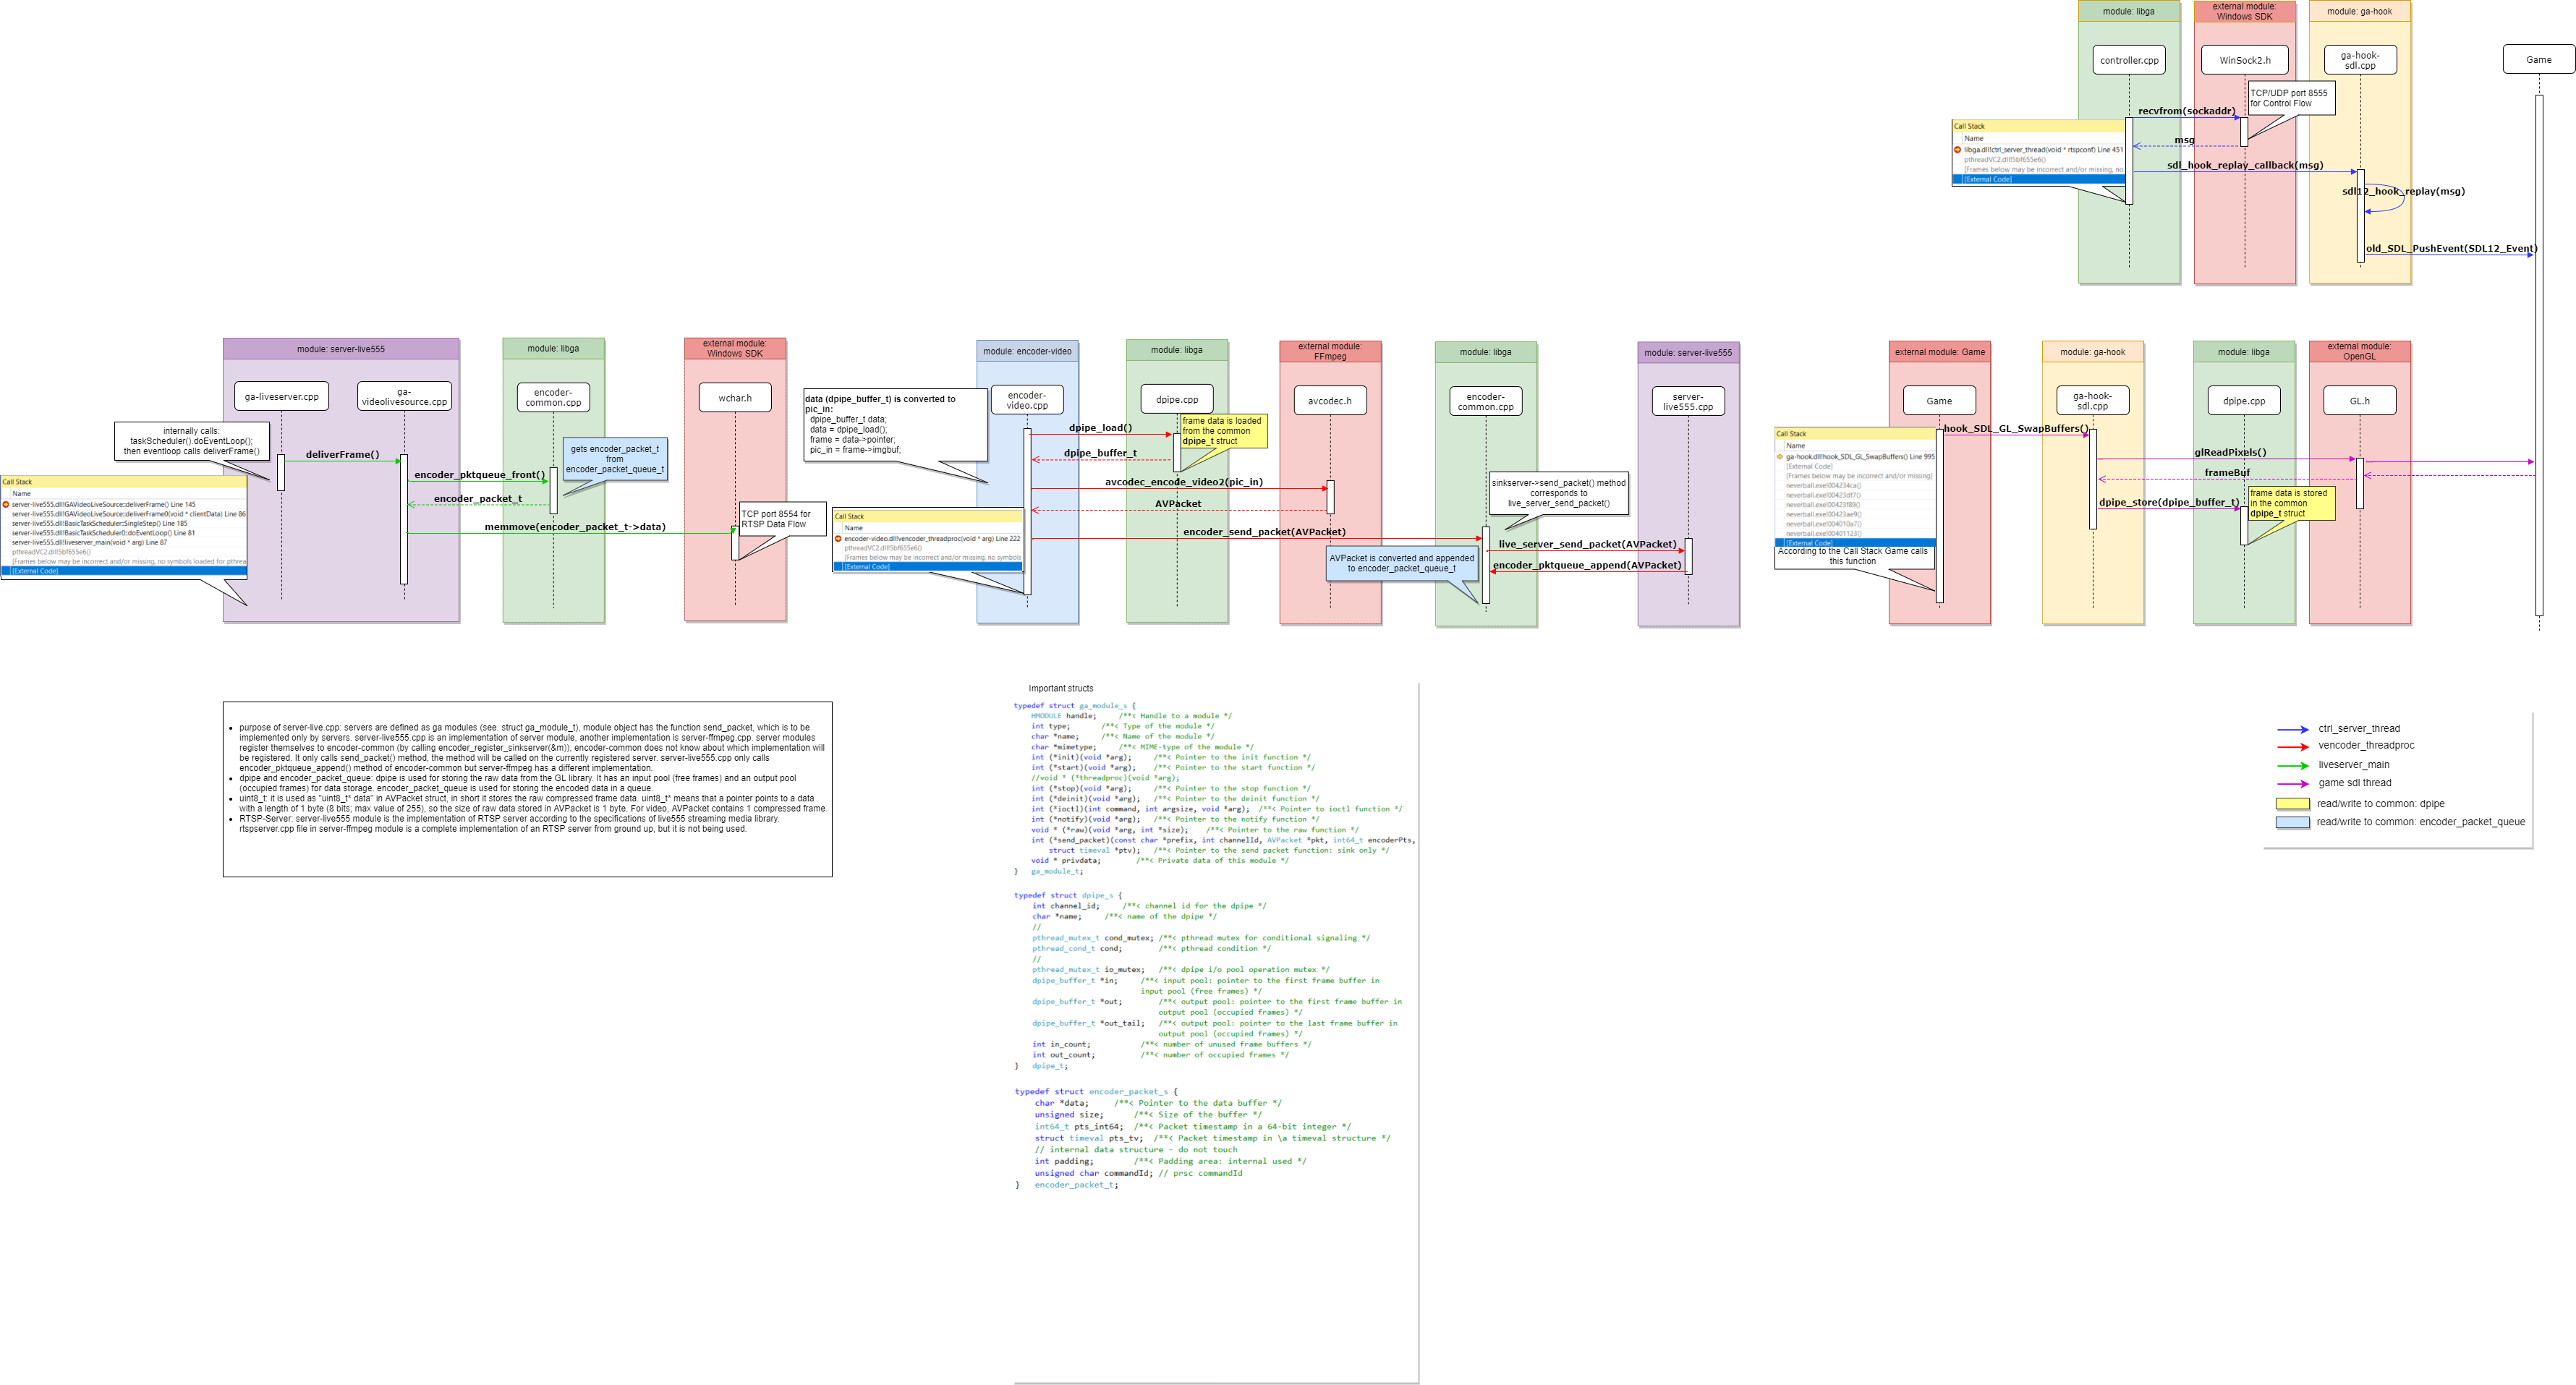 module: libga
external module:
Windows SDK
module: ga-hook
controller.cpp
WinSock2.h
ga-hook-
sdl.cpp
Game
TCP/UDP port 8555
for Control Flow
recvfrom(sockaddr)
Call Stack
Name
libga.dll!ctrl_server_thread(void * rtspconf) Line 451
pthreadVC2.dll!5bf655e6()
[Frames below may be incorrect and/or missing, no
[External Code]
msg
sdl_hook_replay_callback(msg)
sdl12_hook_replay(msg)
old_SDL_PushEvent(SDL12_Event)
module: server-live555
ga-liveserver.cpp
ga-
videolivesource.cpp
module: libga
encoder-
common.cpp
external module:
Windows SDK
wchar.h
internally calls:
taskScheduler().doEventLoop();
then eventloop calls deliverFrame()
deliverFrame()
gets encoder_packet_t
from
encoder_packet_queue_t
encoder_pktqueue_front()
encoder_packet_t
Call Stack
Name
server-live555.dll!GAVideoLiveSource::deliverFrame() Line 145
server-live555.dll!GAVideoLiveSource::deliverFrame0(void * clientData) Line 86
server-live555.dll!BasicTaskScheduler::SingleStep() Line 185
server-live555.dll!BasicTaskScheduler0::doEventLoop() Line 81
server-live555.dll!liveserver_main(void * arg) Line 87
pthreadVC2.dll!5bf655e6()
[Frames below may be incorrect and/or missing, no symbols loaded for pthrea
[External Code]
memmove(encoder_packet_t->data)
TCP port 8554 for
RTSP Data Flow
module: encoder-video
encoder-
video.cpp
module: libga
dpipe.cpp
external module:
FFmpeg
avcodec.h
module: libga
encoder-
common.cpp
module: server-live555
server-
live555.cpp
data (dpipe_buffer_t) is converted to
pic_in:
dpipe_buffer_t data;
data = dpipe_load();
frame = data->pointer;
pic_in = frame->imgbuf;
dpipe_load()
frame data is loaded
from the common
dpipe_t struct
dpipe_buffer_t
avcodec_encode_video2(pic_in)
AVPacket
sinkserver->send_packet() method
corresponds to
live_server_send_packet()
Call Stack
Name
encoder-video.dll!vencoder_threadproc(void * arg) Line 222
pthreadVC2.dll!5bf655e6()
[Frames below may be incorrect and/or missing, no symbols
[External Code]
encoder_send_packet(AVPacket)
live_server_send_packet(AVPacket)
encoder_pktqueue_append(AVPacket)
AVPacket is converted and appended
to encoder_packet_queue_t
external module: Game
Game
module: ga-hook
ga-hook-
sdl.cpp
module: libga
dpipe.cpp
external module:
OpenGL
GL.h
hook_SDL_GL_SwapBuffers()
Call Stack
Name
ga-hook.dll!hook_SDL_GL_SwapBuffers() Line 995
[External Code]
[Frames below may be incorrect and/or missing]
neverball.exe!004234ca()
neverball.exe!00423df7()
neverball.exe!00423f89()
neverball.exe!00423ae9()
neverball.exe!004010a7()
neverball.exe!00401123()
[External Code]
According to the Call Stack Game calls
this function
glReadPixels()
frameBuf
dpipe_store(dpipe_buffer_t)
frame data is stored
in the common
dpipe_t struct
purpose of server-live.cpp: servers are defined as ga modules (see. struct ga_module_t), module object has the function send_packet, which is to be
implemented only by servers. server-live555.cpp is an implementation of server module, another implementation is server-ffmpeg.cpp. server modules
register themselves to encoder-common (by calling encoder_register_sinkserver(&m)), encoder-common does not know about which implementation will
be registered. It only calls send_packet() method, the method will be called on the currently registered server. server-live555.cpp only calls
encoder_pktqueue_append() method of encoder-common but server-ffmpeg has a different implementation.
dpipe and encoder_packet_queue: dpipe is used for storing the raw data from the GL library. It has an input pool (free frames) and an output pool
(occupied frames) for data storage. encoder_packet_queue is used for storing the encoded data in a queue.
uint8_t: it is used as "uint8_t* data" in AVPacket struct, in short it stores the raw compressed frame data. uint8_t* means that a pointer points to a data
with a length of 1 byte (8 bits; max value of 255), so the size of raw data stored in AVPacket is 1 byte. For video, AVPacket contains 1 compressed frame.
RTSP-Server: server-live555 module is the implementation of RTSP server according to the specifications of live555 streaming media library.
rtspserver.cpp file in server-ffmpeg module is a complete implementation of an RTSP server from ground up, but it is not being used.
Important structs
typedef struct ga_module_s {
HMODULE handle; /**< Handle to a module */
int type; /**< Type of the module */
char *name; /**< Name of the module */
char *mimetype; /**< MIME-type of the module */
int (*init)(void *arg); /**< Pointer to the init function */
int (*start)(void *arg); /**< Pointer to the start function */
//void * (*threadproc)(void *arg);
int (*stop)(void *arg); /**< Pointer to the stop function */
int (*deinit)(void *arg); /**< Pointer to the deinit function */
int (*ioctl)(int command, int argsize, void *arg); /**< Pointer to ioctl function */
int (*notify)(void *arg); /**< Pointer to the notify function */
void * (*raw)(void *arg, int *size); /**< Pointer to the raw function */
int (*send_packet)(const char *prefix, int channelId, AVPacket *pkt, int64_t encoderPts,
struct timeval *ptv); /**< Pointer to the send packet function: sink only */
void * privdata; /**< Private data of this module */
} ga_module_t;
typedef struct dpipe_s {
int channel_id; /**< channel id for the dpipe */
char *name; /**< name of the dpipe */
//
pthread_mutex_t cond_mutex; /**< pthread mutex for conditional signaling */
pthread_cond_t cond; /**< pthread condition */
//
pthread_mutex_t io_mutex; /**< dpipe i/o pool operation mutex */
dpipe_buffer_t *in; /**< input pool: pointer to the first frame buffer in
input pool (free frames) */
dpipe_buffer_t *out; /**< output pool: pointer to the first frame buffer in
output pool (occupied frames) */
dpipe_buffer_t *out_tail; /**< output pool: pointer to the last frame buffer in
output pool (occupied frames) */
int in_count; /**< number of unused frame buffers */
int out_count; /**< number of occupied frames */
} dpipe_t;
typedef struct encoder_packet_s {
char *data; /**< Pointer to the data buffer */
unsigned size; /**< Size of the buffer */
int64_t pts_int64; /**< Packet timestamp in a 64-bit integer */
struct timeval pts_tv; /**< Packet timestamp in \a timeval structure */
// internal data structure - do not touch
int padding; /**< Padding area: internal used */
unsigned char commandId; // prsc commandId
} encoder_packet_t;
ctrl_server_thread
vencoder_threadproc
liveserver_main
game sdl thread
read/write to common: dpipe
read/write to common: encoder_packet_queue